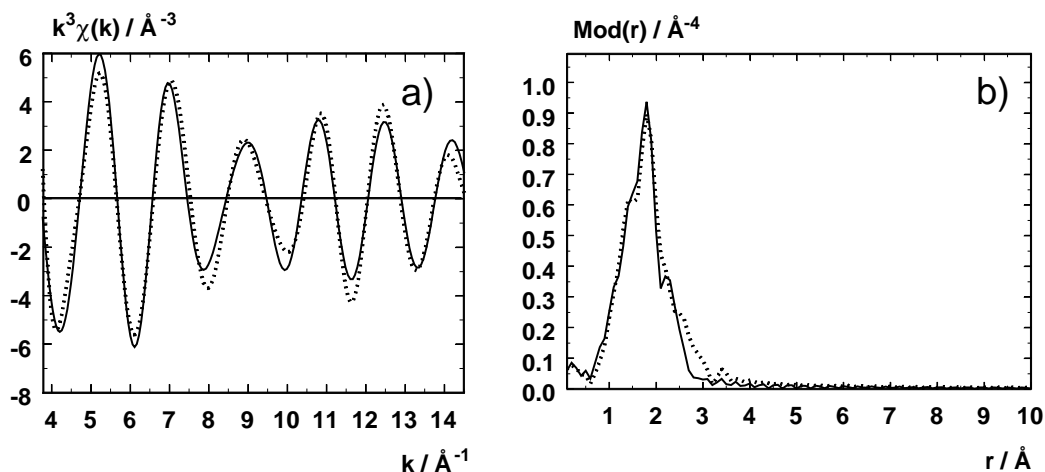 k³χ(k) / Å⁻³
a)
6
4
2
0
-2
-4
-6
-8
4 5 6 7 8 9 10 11 12 13 14
k / Å⁻¹
Mod(r) / Å⁻⁴
b)
1.0
0.9
0.8
0.7
0.6
0.5
0.4
0.3
0.2
0.1
0.0
1 2 3 4 5 6 7 8 9 10
r / Å